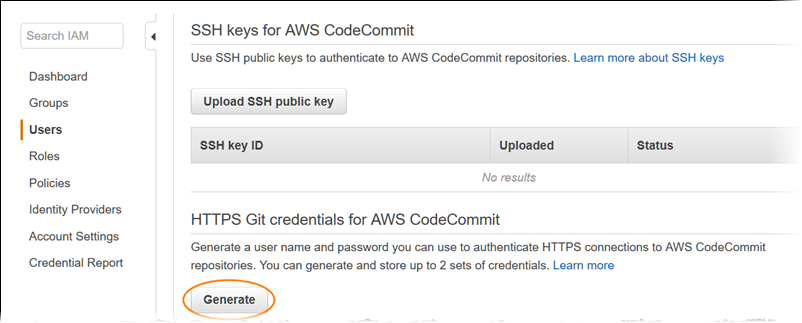 Search IAM
Dashboard
Groups
Users
Roles
Policies
Identity Providers
Account Settings
Credential Report
SSH keys for AWS CodeCommit
Use SSH public keys to authenticate to AWS CodeCommit repositories. Learn more about SSH keys
Upload SSH public key
SSH key ID Uploaded Status
No results
HTTPS Git credentials for AWS CodeCommit
Generate a user name and password you can use to authenticate HTTPS connections to AWS CodeCommit
repositories. You can generate and store up to 2 sets of credentials. Learn more
Generate